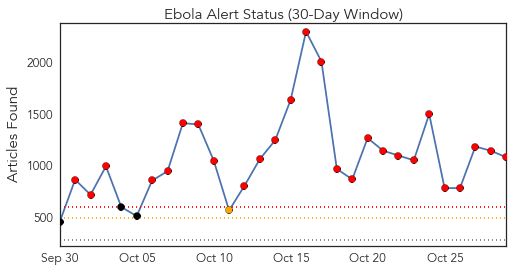 Ebola Alert Status (30-Day Window)
Articles Found
2000
1500
1000
500
Sep 30
Oct 05
Oct 10
Oct 15
Oct 20
Oct 25